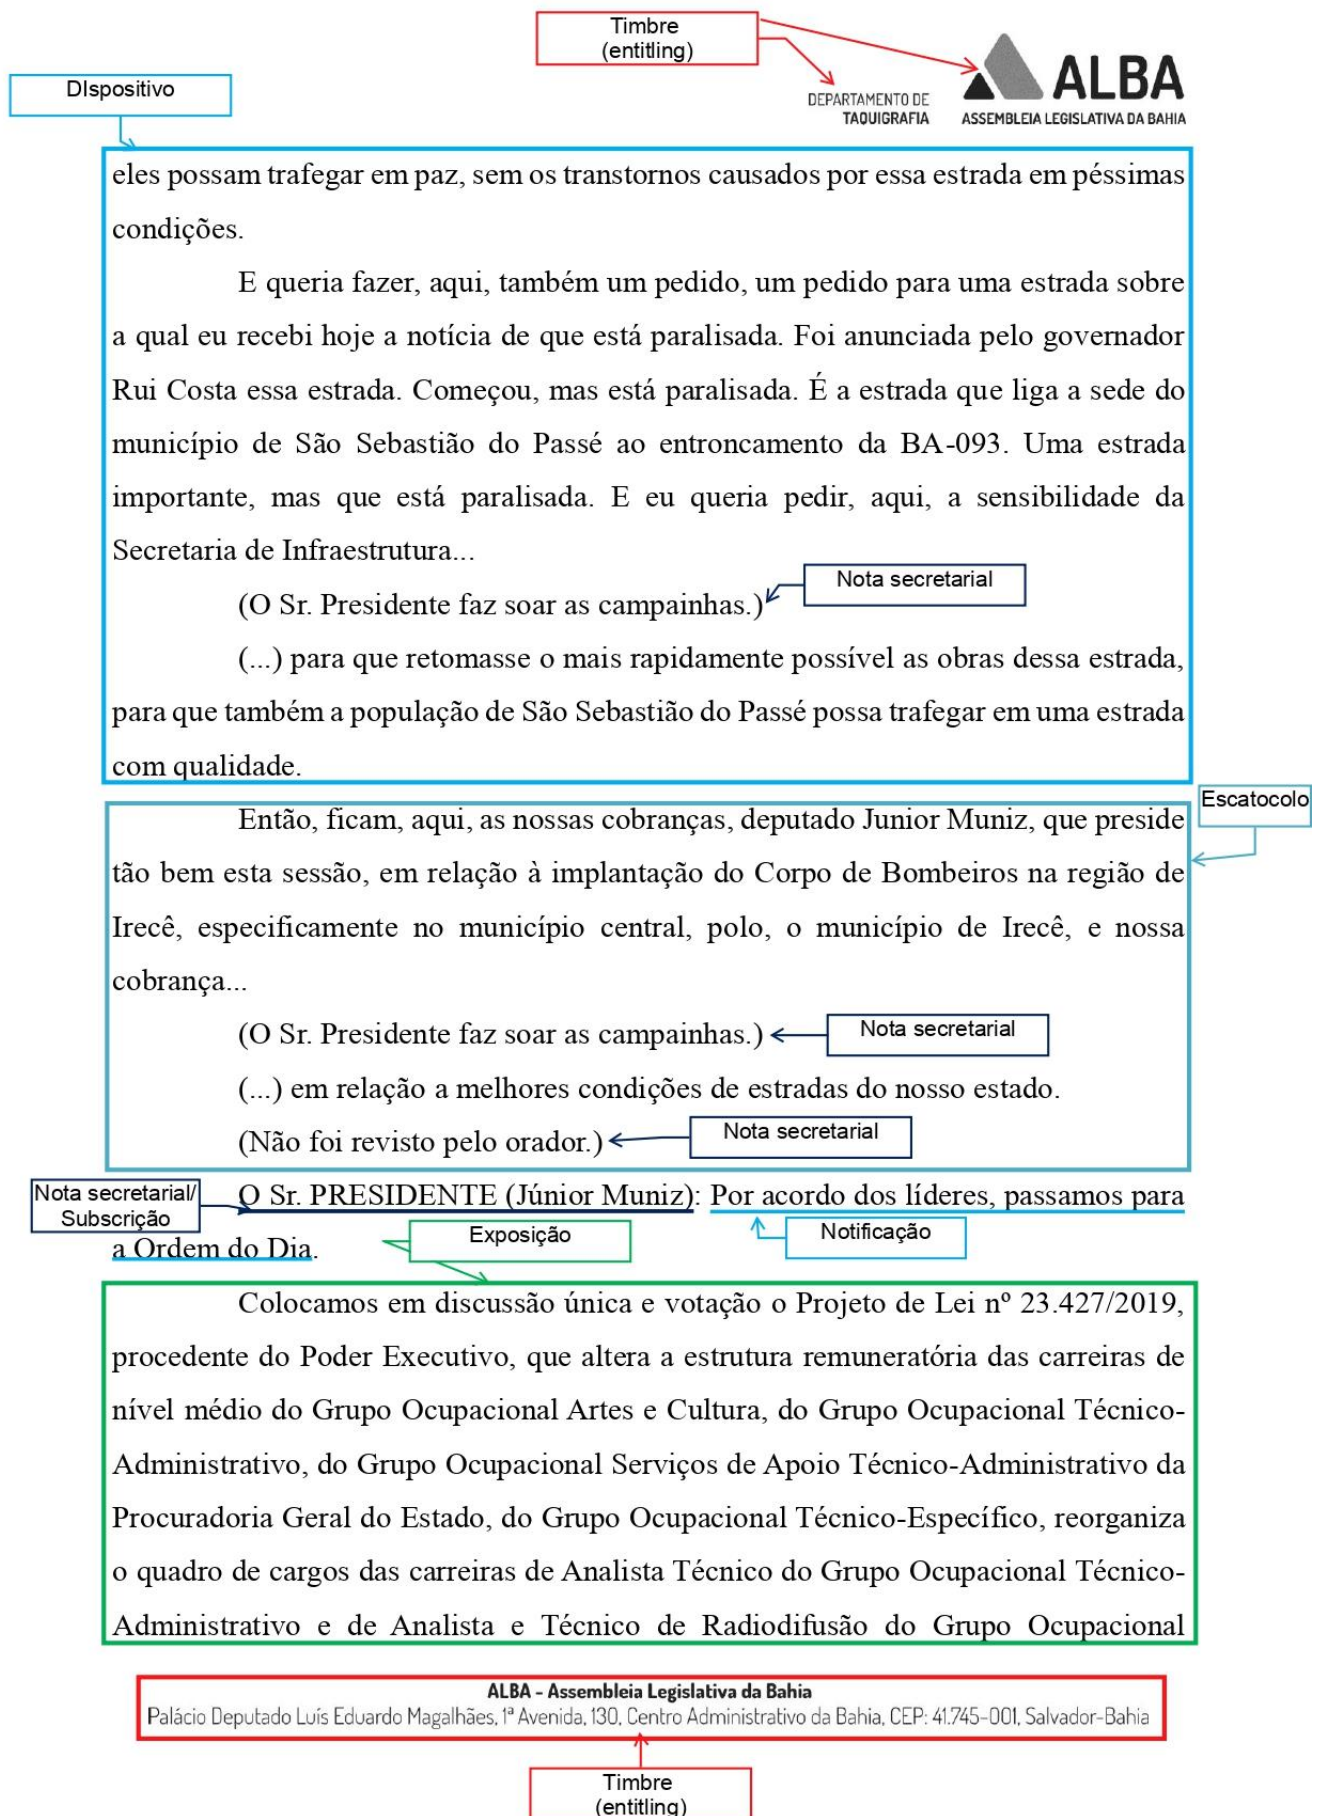 Timbre
(entitling)
ALBA
DIspositivo
DEPARTAMENTO DE
TAQUIGRAFIA
ASSEMBLEIA LEGISLATIVA DA BAHIA
eles possam trafegar em paz, sem os transtornos causados por essa estrada em péssimas
condições.
E queria fazer, aqui, também um pedido, um pedido para uma estrada sobre
a qual eu recebi hoje a notícia de que está paralisada. Foi anunciada pelo governador
Rui Costa essa estrada. Começou, mas está paralisada. É a estrada que liga a sede do
município de São Sebastião do Passé ao entroncamento da BA-093. Uma estrada
importante, mas que está paralisada. E eu queria pedir, aqui, a sensibilidade da
Secretaria de Infraestrutura...
Nota secretarial
(O Sr. Presidente faz soar as campainhas.)
(...) para que retomasse o mais rapidamente possível as obras dessa estrada,
para que também a população de São Sebastião do Passé possa trafegar em uma estrada
com qualidade.
Escatocolo
Então, ficam, aqui, as nossas cobranças, deputado Junior Muniz, que preside
tão bem esta sessão, em relação à implantação do Corpo de Bombeiros na região de
Irecê, especificamente no município central, polo, o município de Irecê, e nossa
cobrança...
(O Sr. Presidente faz soar as campainhas.)
Nota secretarial
(...) em relação a melhores condições de estradas do nosso estado.
(Não foi revisto pelo orador.)
Nota secretarial
Nota secretarial/
Subscrição
O Sr. PRESIDENTE (Júnior Muniz): Por acordo dos líderes, passamos para
a Ordem do Dia.
Exposição
Notificação
Colocamos em discussão única e votação o Projeto de Lei nº 23.427/2019,
procedente do Poder Executivo, que altera a estrutura remuneratória das carreiras de
nível médio do Grupo Ocupacional Artes e Cultura, do Grupo Ocupacional Técnico-
Administrativo, do Grupo Ocupacional Serviços de Apoio Técnico-Administrativo da
Procuradoria Geral do Estado, do Grupo Ocupacional Técnico-Específico, reorganiza
o quadro de cargos das carreiras de Analista Técnico do Grupo Ocupacional Técnico-
Administrativo e de Analista e Técnico de Radiodifusão do Grupo Ocupacional
ALBA - Assembleia Legislativa da Bahia
Palácio Deputado Luís Eduardo Magalhães, 1ª Avenida, 130, Centro Administrativo da Bahia, CEP: 41.745-001, Salvador-Bahia
Timbre
(entitling)